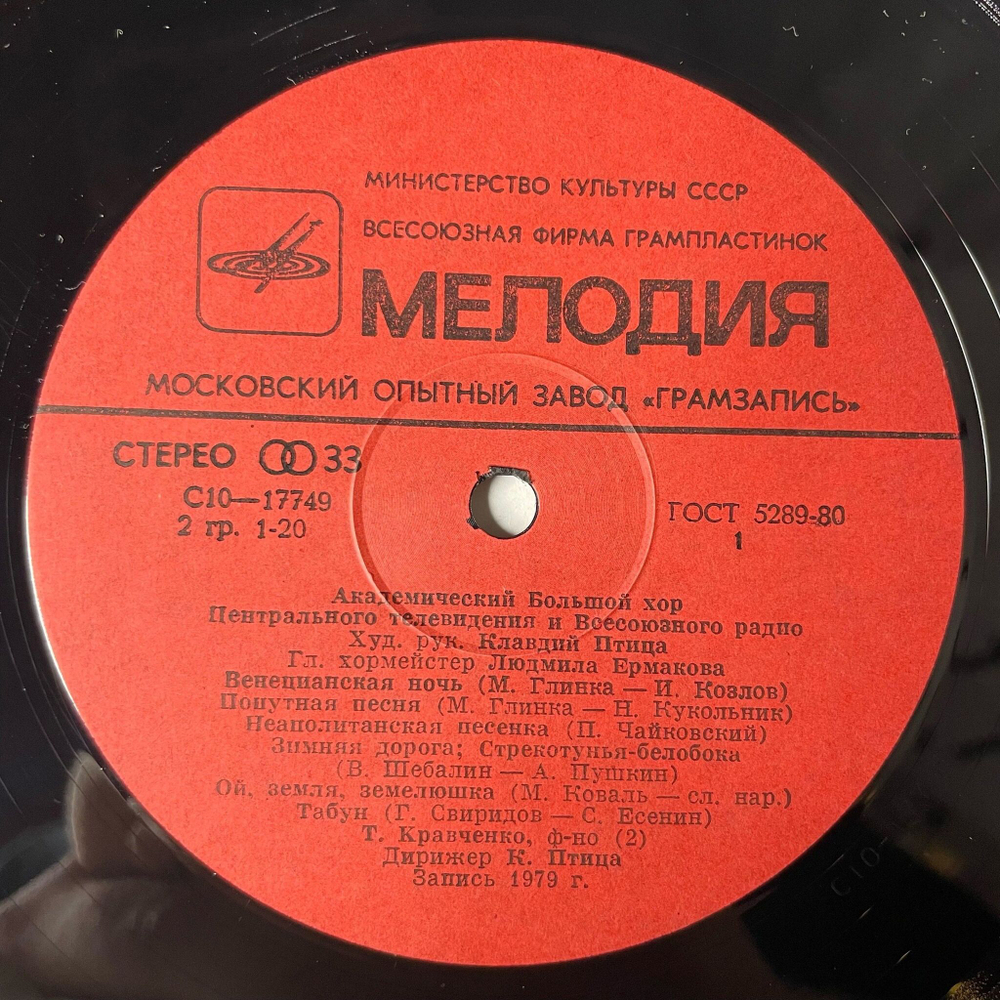 МИНИСТЕРСТВО КУЛЬТУРЫ СССР
ВСЕСОЮЗНАЯ ФИРМА ГРАМПЛАСТИНОК
МЕЛОДИЯ
МОСКОВСКИЙ ОПЫТНЫЙ ЗАВОД «ГРАМЗАПИСЬ»
СТЕРЕО 33
С10—17749
2 гр. 1-20
ГОСТ 5289-80
1
Академический Большой хор
Центрального телевидения и Всесоюзного радио
Худ. рук. Клавдий Птица
Гл. хормейстер Людмила Ермакова
Венецианская ночь (М. Глинка — И. Козлов)
Попутная песня (М. Глинка — Н. Кукольник)
Неаполитанская песенка (П. Чайковский)
Зимняя дорога; Стрекотунья-белобока
(В. Шебалин — А. Пушкин)
Ой, земля, земелюшка (М. Коваль — сл. нар.)
Табун (Г. Свиридов — С. Есенин)
Т. Кравченко, ф-но (2)
Дирижер К. Птица
Запись 1979 г.
С10-